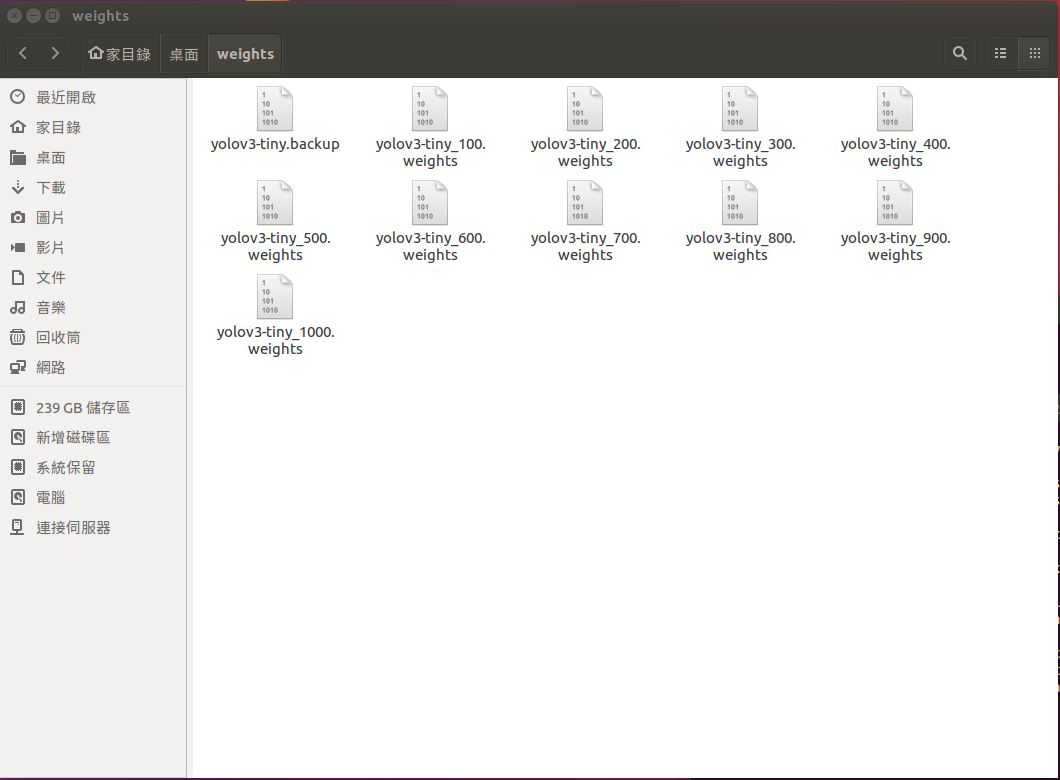 weights
家目錄 桌面 weights
最近開啟
家目錄
桌面
下載
圖片
影片
文件
音樂
回收筒
網路
239 GB 儲存區
新增磁碟區
系統保留
電腦
連接伺服器
yolov3-tiny.backup
yolov3-tiny_100.
weights
yolov3-tiny_200.
weights
yolov3-tiny_300.
weights
yolov3-tiny_400.
weights
yolov3-tiny_500.
weights
yolov3-tiny_600.
weights
yolov3-tiny_700.
weights
yolov3-tiny_800.
weights
yolov3-tiny_900.
weights
yolov3-tiny_1000.
weights